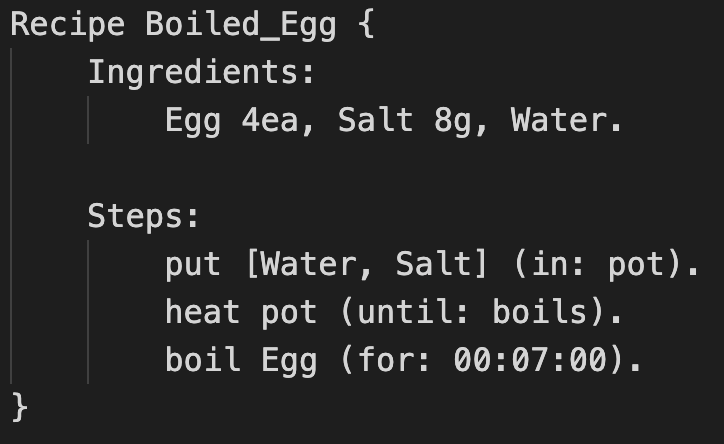 Recipe Boiled_Egg {
Ingredients:
Egg 4ea, Salt 8g, Water.
Steps:
put [Water, Salt] (in: pot).
heat pot (until: boils).
boil Egg (for: 00:07:00).
}